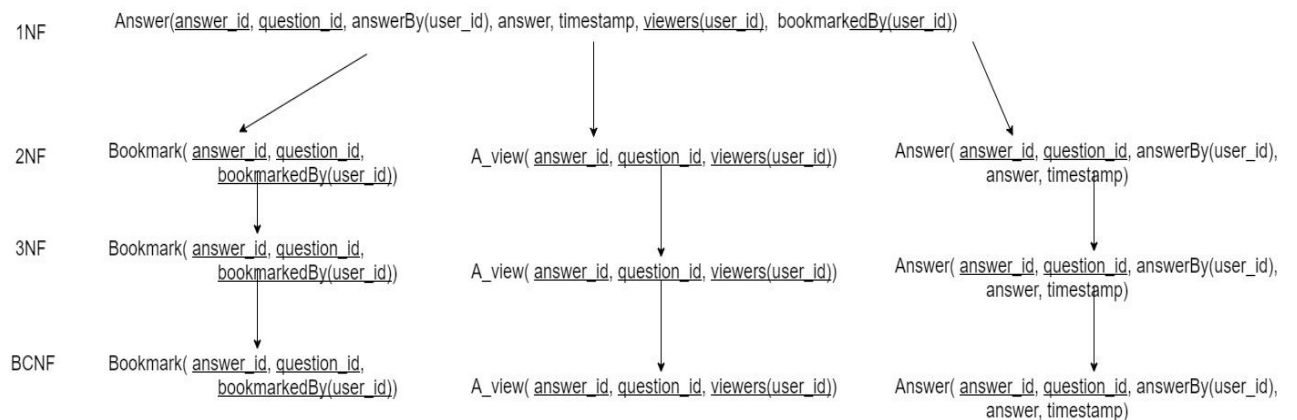 1NF
Answer(answer_id, question_id, answerBy(user_id), answer, timestamp, viewers(user_id), bookmarkedBy(user_id))
2NF
Bookmark( answer_id, question_id,
bookmarkedBy(user_id))
A_view( answer_id, question_id, viewers(user_id))
Answer( answer_id, question_id, answerBy(user_id),
answer, timestamp)
3NF
Bookmark( answer_id, question_id,
bookmarkedBy(user_id))
A_view( answer_id, question_id, viewers(user_id))
Answer( answer_id, question_id, answerBy(user_id),
answer, timestamp)
BCNF
Bookmark( answer_id, question_id,
bookmarkedBy(user_id))
A_view( answer_id, question_id, viewers(user_id))
Answer( answer_id, question_id, answerBy(user_id),
answer, timestamp)